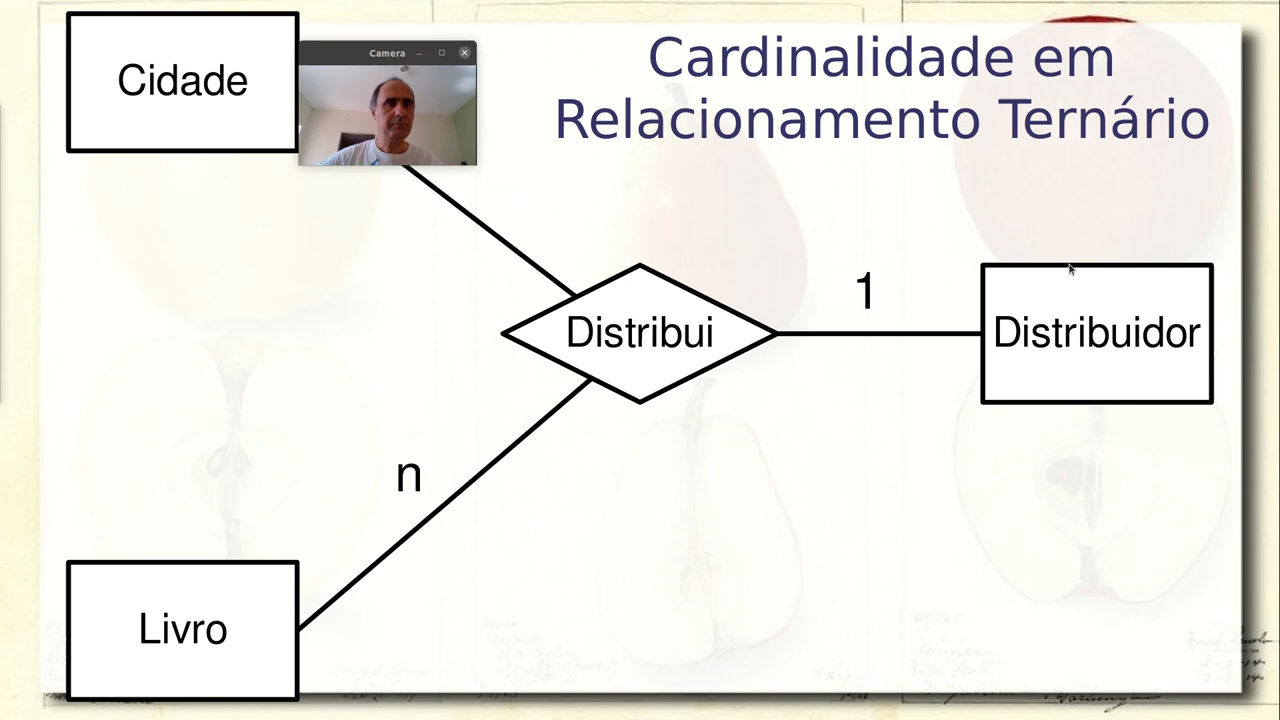 Cidade
Camera
Cardinalidade em
Relacionamento Ternário
1
Distribui
Distribuidor
n
Livro